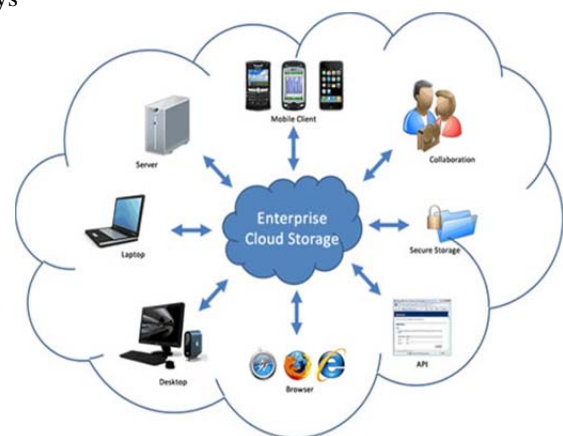 ys
Mobile Client
Server
Collaboration
Enterprise
Cloud Storage
Laptop
Secure Storage
Desktop
Browser
API